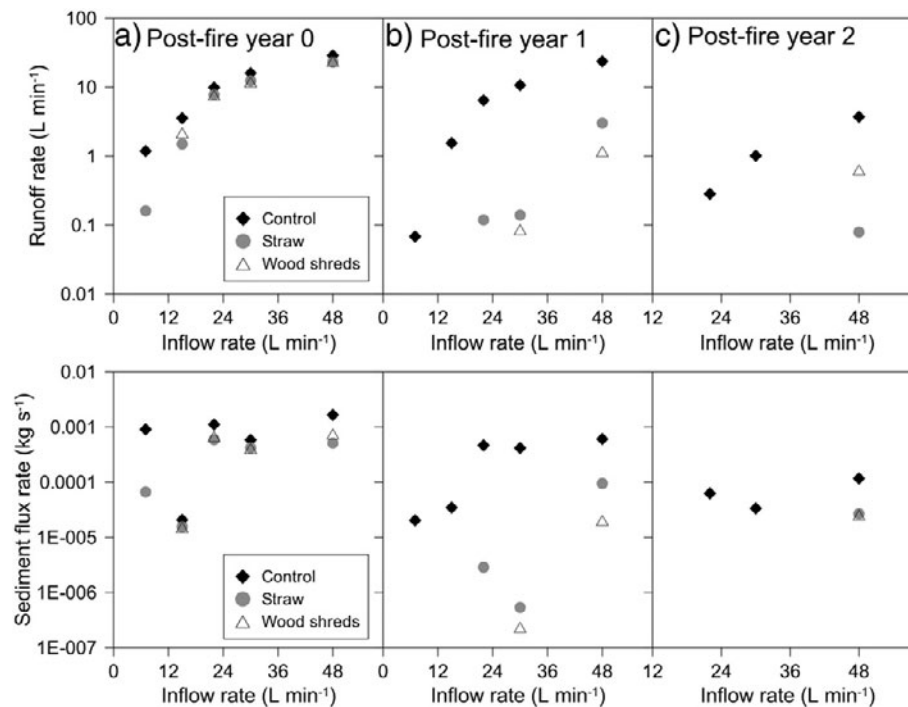 a) Post-fire year 0
b) Post-fire year 1
c) Post-fire year 2
Runoff rate (L min⁻¹)
100
10
1
0.1
0.01
Control
Straw
Wood shreds
0 12 24 36 48
0 12 24 36 48
12 24 36 48
Inflow rate (L min⁻¹)
Inflow rate (L min⁻¹)
Inflow rate (L min⁻¹)
Sediment flux rate (kg s⁻¹)
0.01
0.001
0.0001
1E-005
1E-006
1E-007
Control
Straw
Wood shreds
0 12 24 36 48
0 12 24 36 48
12 24 36 48
Inflow rate (L min⁻¹)
Inflow rate (L min⁻¹)
Inflow rate (L min⁻¹)